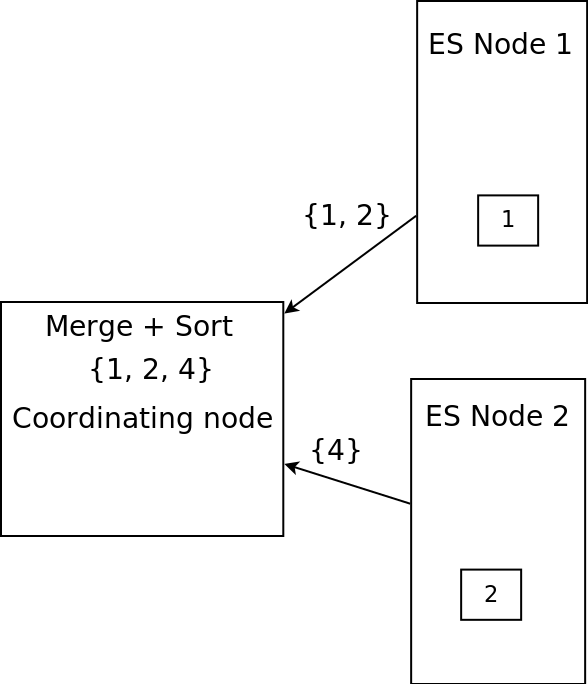 ES Node 1
1
{1, 2}
Merge + Sort
{1, 2, 4}
Coordinating node
{4}
ES Node 2
2